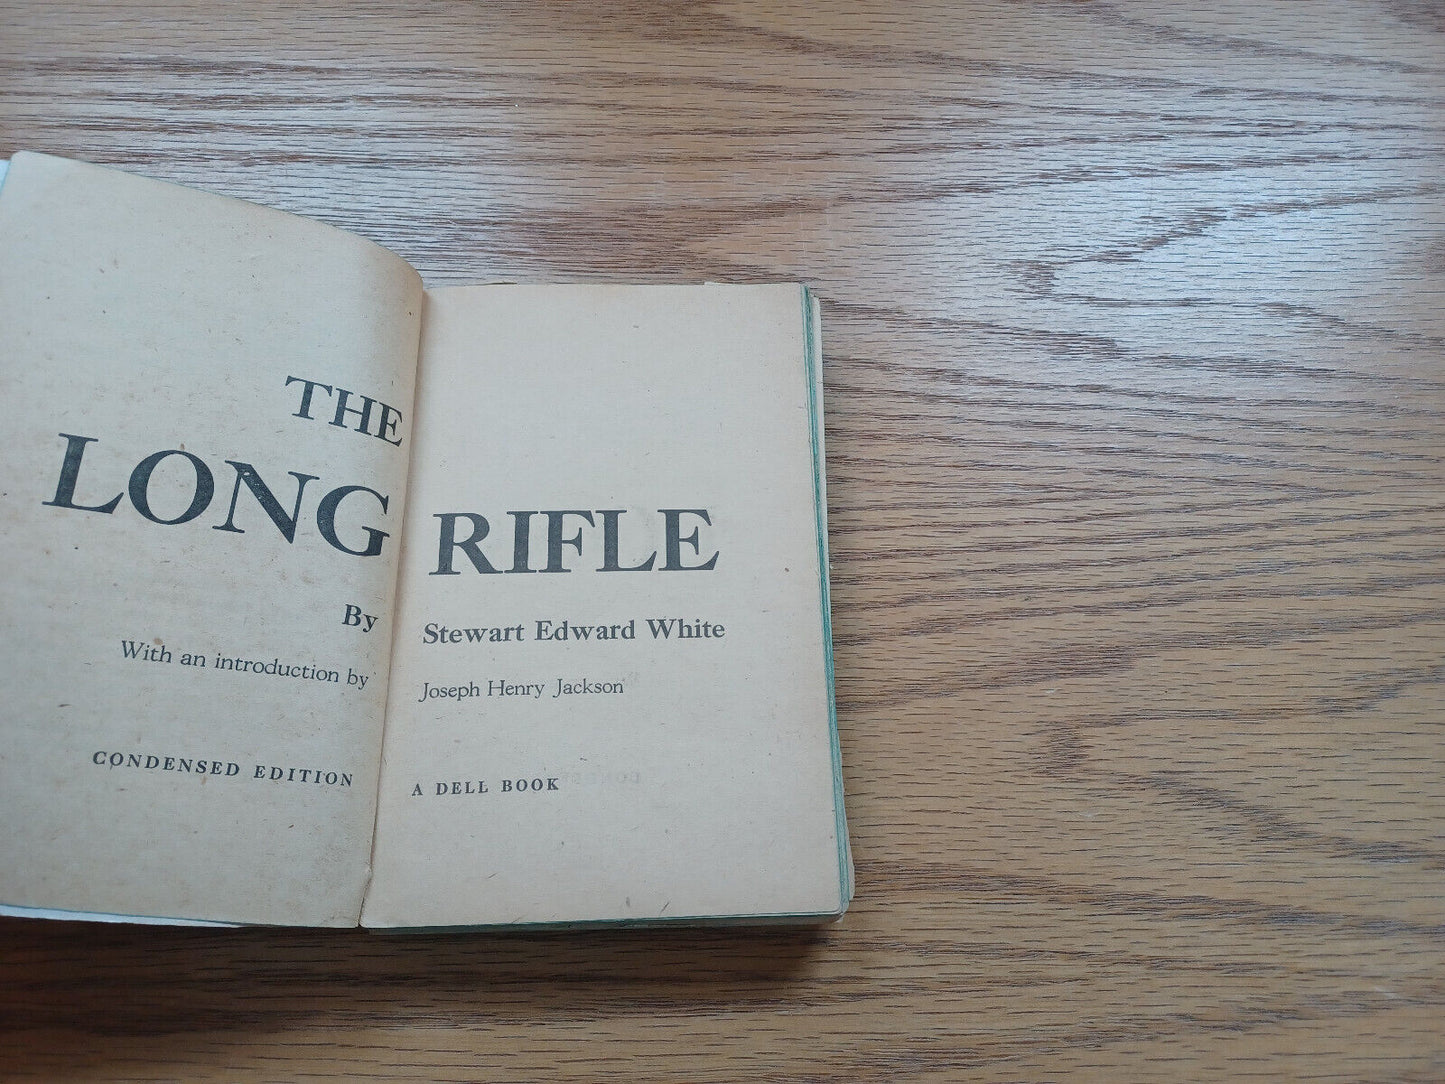 THE
LONG RIFLE
By Stewart Edward White
With an introduction by Joseph Henry Jackson
CONDENSED EDITION A DELL BOOK